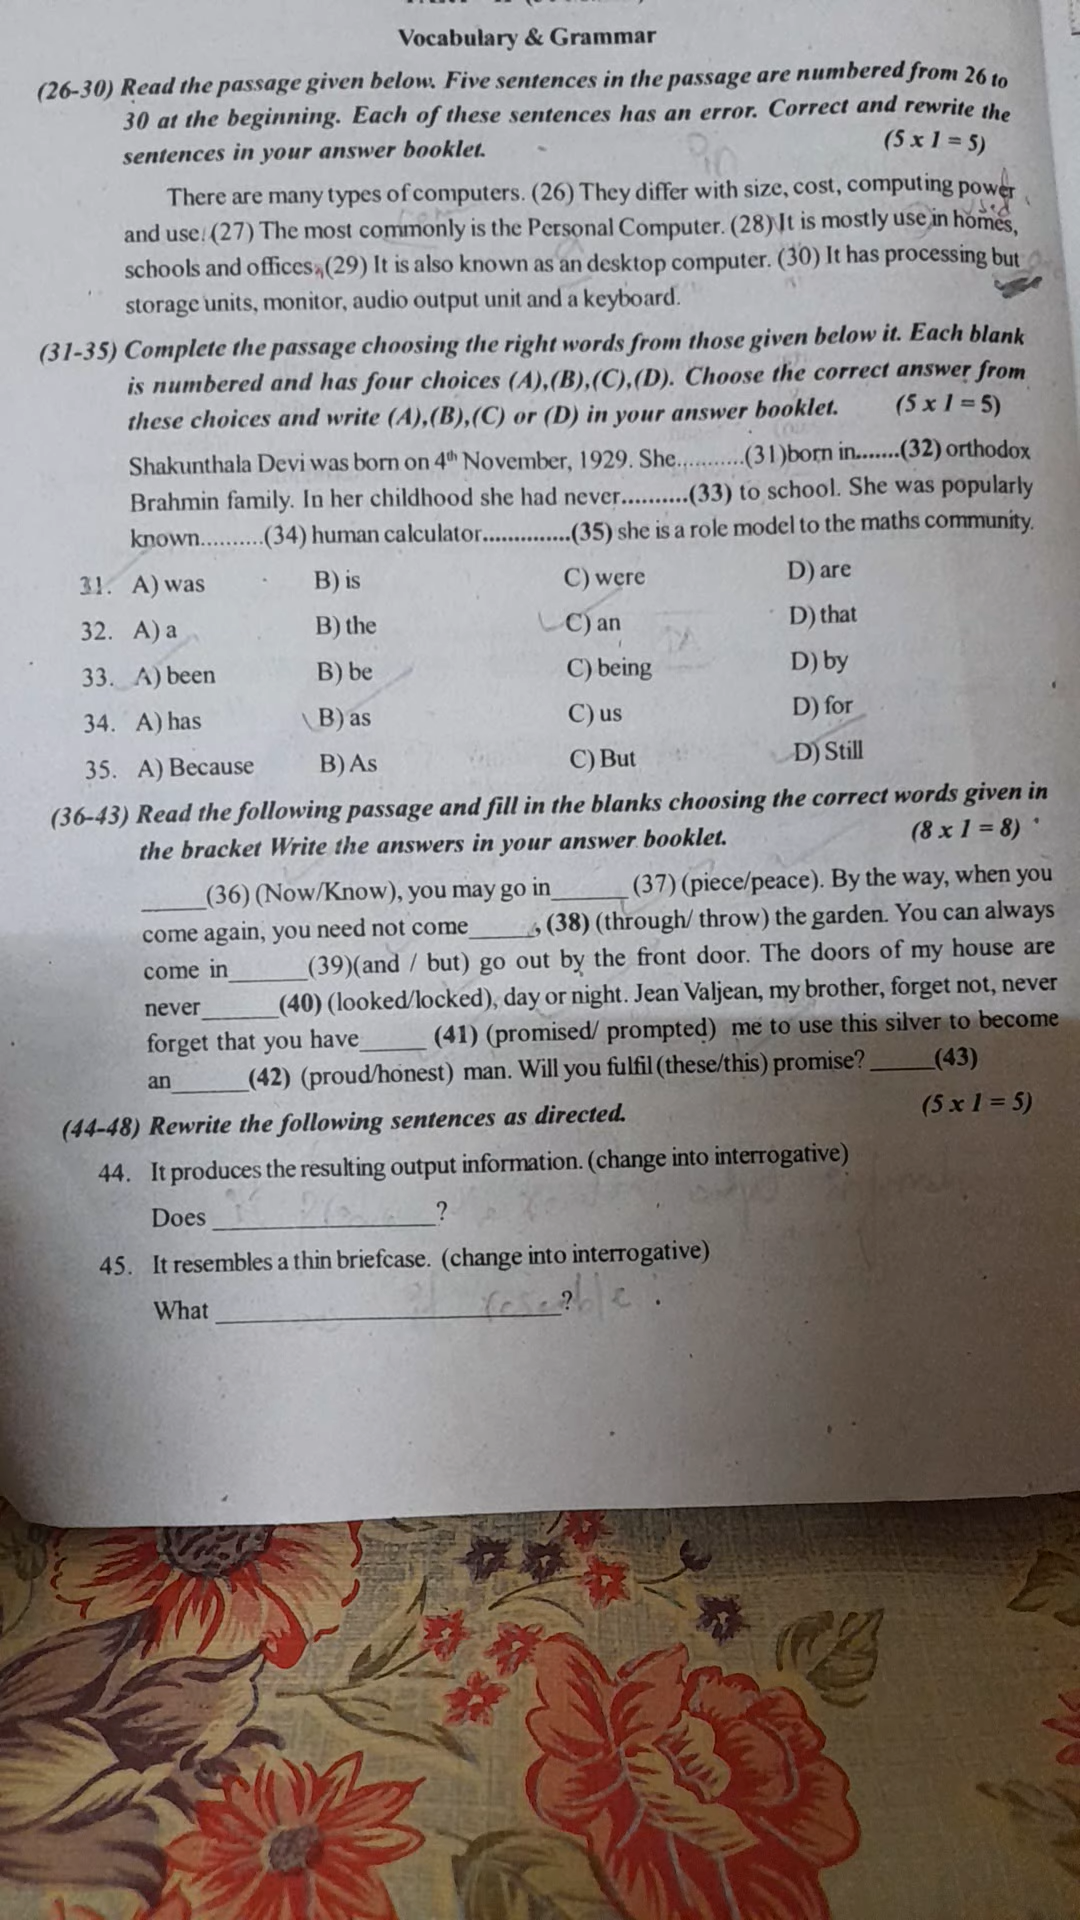 Vocabulary & Grammar
(26-30) Read the passage given below. Five sentences in the passage are numbered from 26 to
30 at the beginning. Each of these sentences has an error. Correct and rewrite the
sentences in your answer booklet. (5 x 1 = 5)
There are many types of computers. (26) They differ with size, cost, computing power
used
and use. (27) The most commonly is the Personal Computer. (28) It is mostly use in homes,
schools and offices. (29) It is also known as an desktop computer. (30) It has processing but
storage units, monitor, audio output unit and a keyboard.
(31-35) Complete the passage choosing the right words from those given below it. Each blank
is numbered and has four choices (A),(B),(C),(D). Choose the correct answer from
these choices and write (A),(B),(C) or (D) in your answer booklet. (5 x 1 = 5)
Shakunthala Devi was born on 4th November, 1929. She...........(31)born in.......(32) orthodox
Brahmin family. In her childhood she had never..........(33) to school. She was popularly
known..........(34) human calculator...............(35) she is a role model to the maths community.
31. A) was B) is C) were D) are
32. A) a B) the C) an D) that
33. A) been B) be C) being D) by
34. A) has B) as C) us D) for
35. A) Because B) As C) But D) Still
(36-43) Read the following passage and fill in the blanks choosing the correct words given in
the bracket Write the answers in your answer booklet. (8 x 1 = 8)
_____(36) (Now/Know), you may go in_____ (37) (piece/peace). By the way, when you
come again, you need not come_____, (38) (through/ throw) the garden. You can always
come in______(39)(and / but) go out by the front door. The doors of my house are
never______(40) (looked/locked), day or night. Jean Valjean, my brother, forget not, never
forget that you have_____ (41) (promised/ prompted) me to use this silver to become
an______(42) (proud/honest) man. Will you fulfil (these/this) promise? _____(43)
(44-48) Rewrite the following sentences as directed. (5 x 1 = 5)
44. It produces the resulting output information. (change into interrogative)
Does _________________?
45. It resembles a thin briefcase. (change into interrogative)
What __________________________?